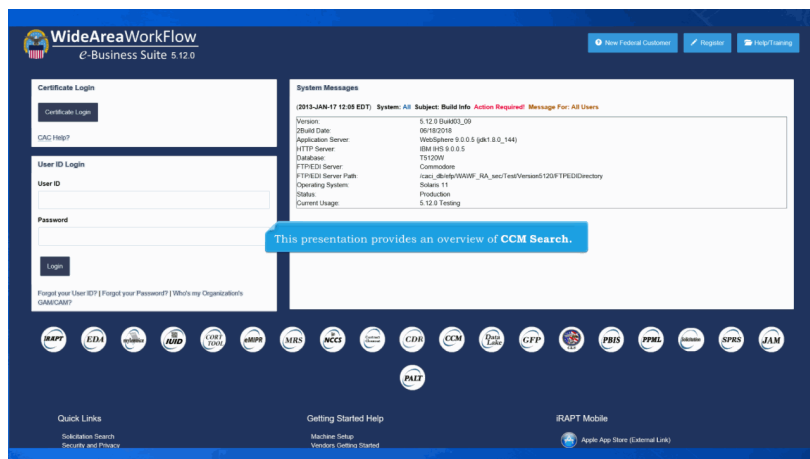 WideAreaWorkFlow
e-Business Suite 5.12.0
New Federal Customer
Register
Help/Training
Certificate Login
Certificate Login
CAC Help?
User ID Login
User ID
Password
Login
Forgot your User ID? | Forgot your Password? | Who's my Organization's
GAM/CAM?
System Messages
(2013-JAN-17 12:05 EDT) System: All Subject: Build Info Action Required! Message For: All Users
Version: 5.12.0 Build03_09
2Build Date: 06/18/2018
Application Server: WebSphere 9.0.0.5 (jdk1.8.0_144)
HTTP Server: IBM IHS 9.0.0.5
Database: T5120W
FTP/EDI Server: Commodore
FTP/EDI Server Path: /caci_db/efp/WAWF_RA_sec/Test/Version5120/FTPEDIDirectory
Operating System: Solaris 11
Status: Production
Current Usage: 5.12.0 Testing
This presentation provides an overview of CCM Search.
iRAPT
EDA
myInvoice
IUID
CORT TOOL
eMIPR
MRS
NCCS
CDR
CCM
Data Lake
GFP
PBIS
PPML
Solicitation
SPRS
JAM
PALT
Quick Links
Solicitation Search
Security and Privacy
Getting Started Help
Machine Setup
Vendors Getting Started
iRAPT Mobile
Apple App Store (External Link)